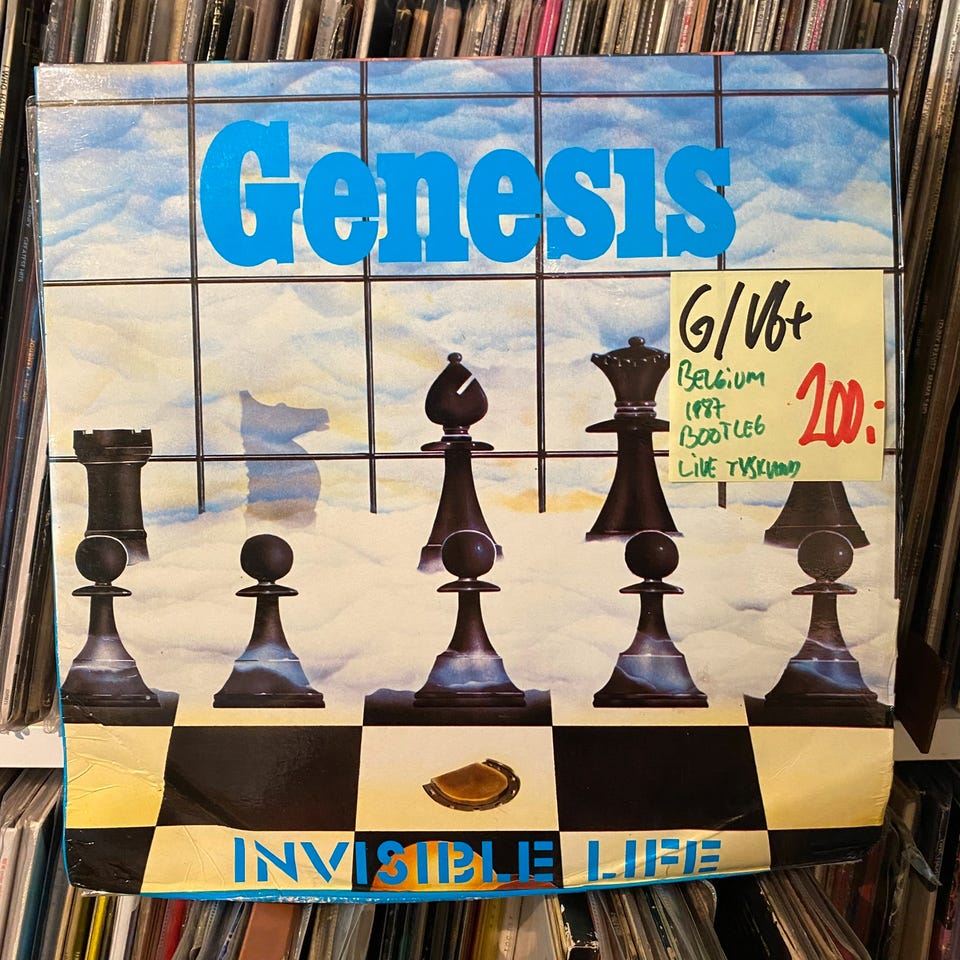 Genesis
G/VG+
BELGIUM
1987
BOOTLEG
LIVE TYSKLAND
200:
INVISIBLE LIFE